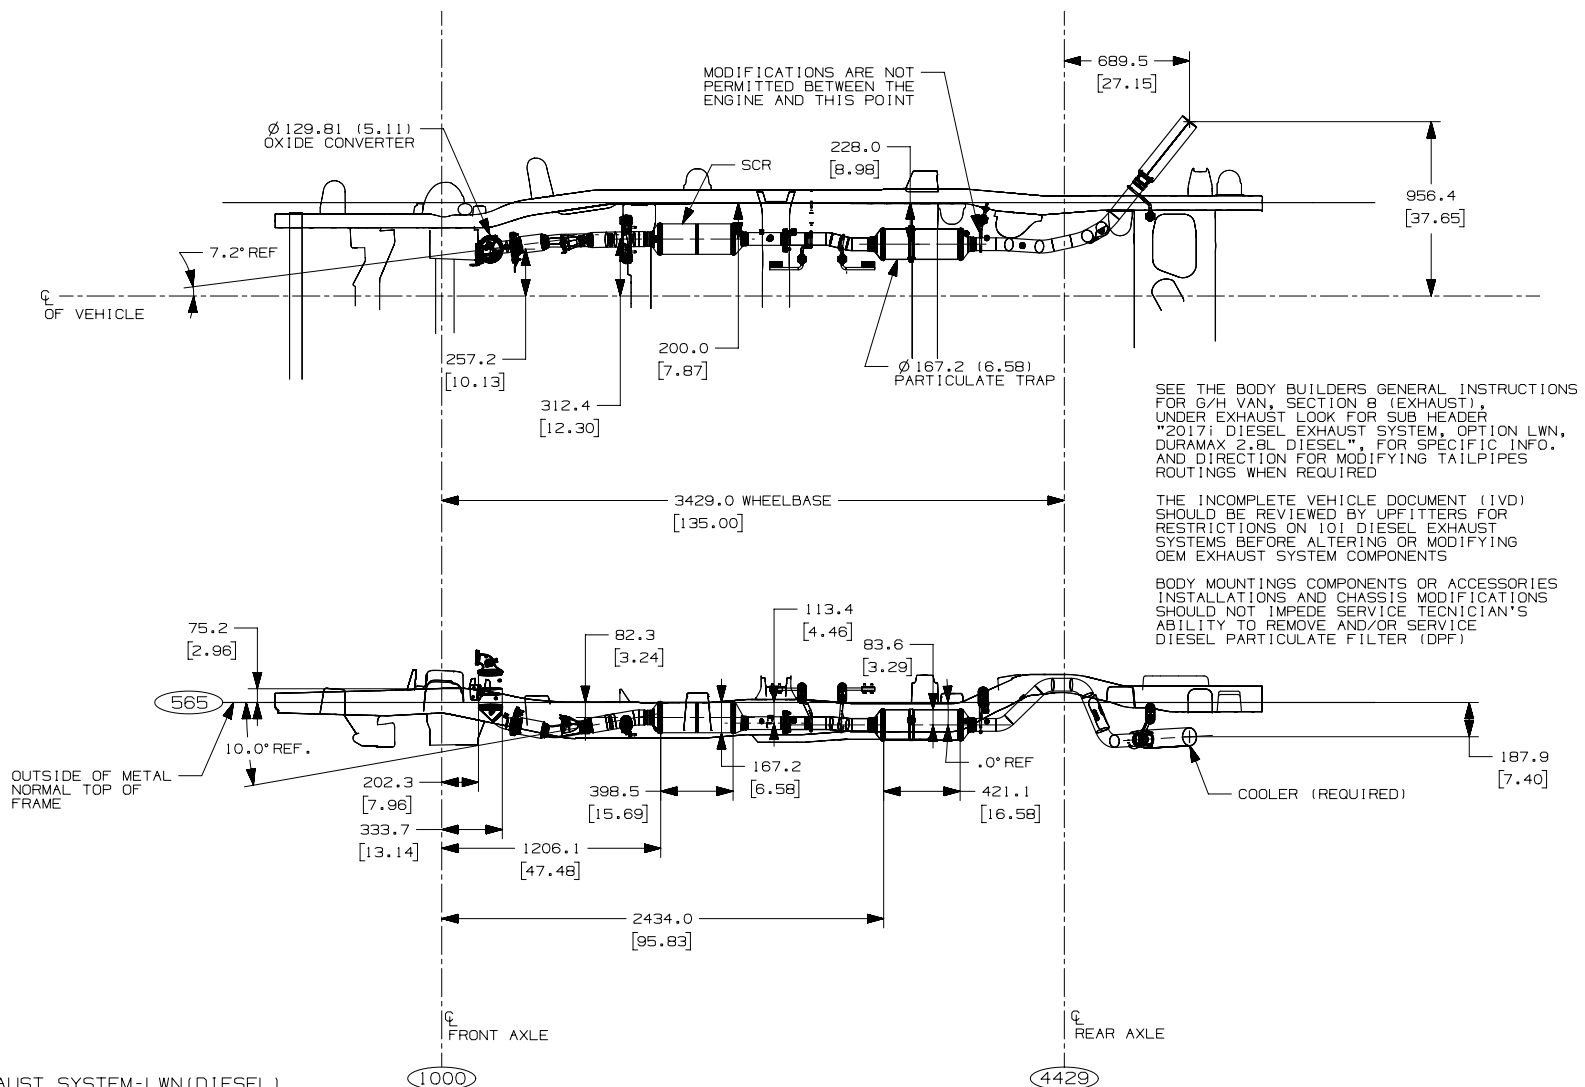 689.5
[27.15]
MODIFICATIONS ARE NOT
PERMITTED BETWEEN THE
ENGINE AND THIS POINT
Ø129.81 (5.11)
OXIDE CONVERTER
SCR
228.0
[8.98]
956.4
[37.65]
7.2° REF
℄
OF VEHICLE
257.2
[10.13]
200.0
[7.87]
Ø167.2 (6.58)
PARTICULATE TRAP
312.4
[12.30]
SEE THE BODY BUILDERS GENERAL INSTRUCTIONS
FOR G/H VAN, SECTION 8 (EXHAUST),
UNDER EXHAUST LOOK FOR SUB HEADER
"2017i DIESEL EXHAUST SYSTEM, OPTION LWN,
DURAMAX 2.8L DIESEL", FOR SPECIFIC INFO.
AND DIRECTION FOR MODIFYING TAILPIPES
ROUTINGS WHEN REQUIRED
3429.0 WHEELBASE
[135.00]
THE INCOMPLETE VEHICLE DOCUMENT (IVD)
SHOULD BE REVIEWED BY UPFITTERS FOR
RESTRICTIONS ON 10I DIESEL EXHAUST
SYSTEMS BEFORE ALTERING OR MODIFYING
OEM EXHAUST SYSTEM COMPONENTS
BODY MOUNTINGS COMPONENTS OR ACCESSORIES
INSTALLATIONS AND CHASSIS MODIFICATIONS
SHOULD NOT IMPEDE SERVICE TECNICIAN'S
ABILITY TO REMOVE AND/OR SERVICE
DIESEL PARTICULATE FILTER (DPF)
75.2
[2.96]
82.3
[3.24]
113.4
[4.46]
83.6
[3.29]
565
10.0° REF.
OUTSIDE OF METAL
NORMAL TOP OF
FRAME
202.3
[7.96]
398.5
[15.69]
167.2
[6.58]
.0° REF
421.1
[16.58]
187.9
[7.40]
COOLER (REQUIRED)
333.7
[13.14]
1206.1
[47.48]
2434.0
[95.83]
℄
FRONT AXLE
℄
REAR AXLE
AUST SYSTEM-LWN(DIESEL)
1000
4429